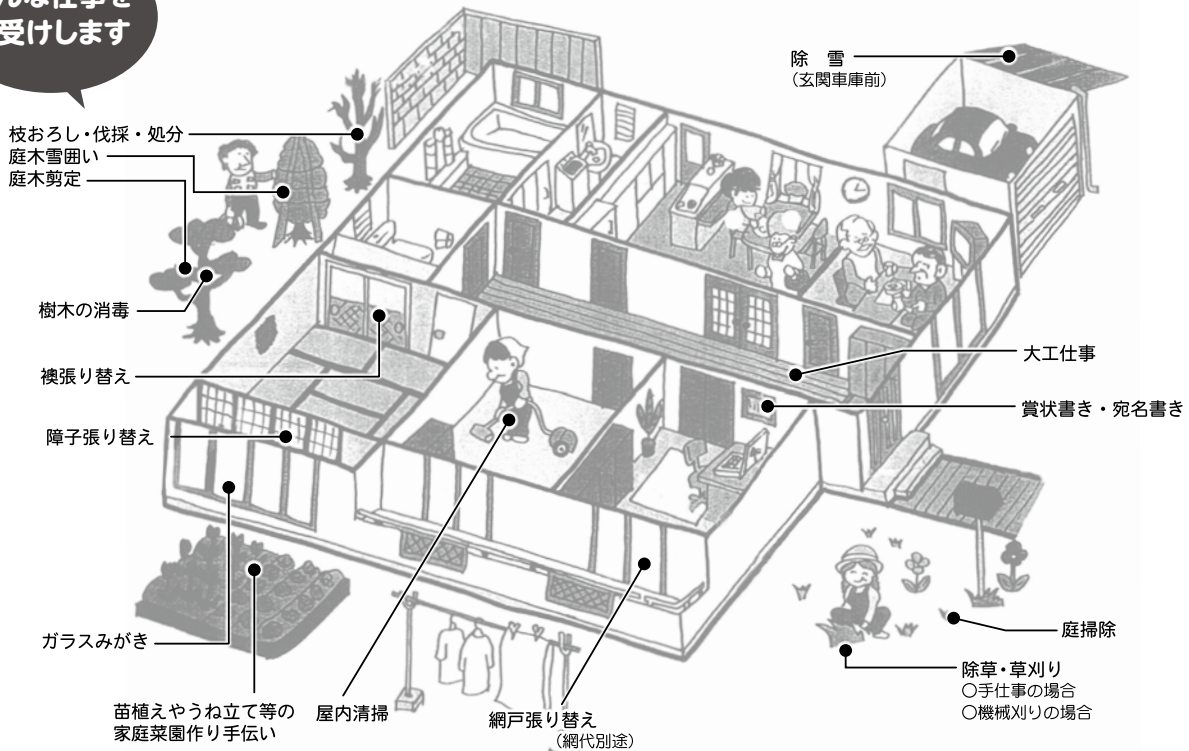 んな仕事を
受けします
除 雪
（玄関車庫前）
枝おろし・伐採・処分
庭木雪囲い
庭木剪定
樹木の消毒
襖張り替え
障子張り替え
大工仕事
賞状書き・宛名書き
ガラスみがき
苗植えやうね立て等の
家庭菜園作り手伝い
屋内清掃
網戸張り替え
（網代別途）
庭掃除
除草・草刈り
○手仕事の場合
○機械刈りの場合